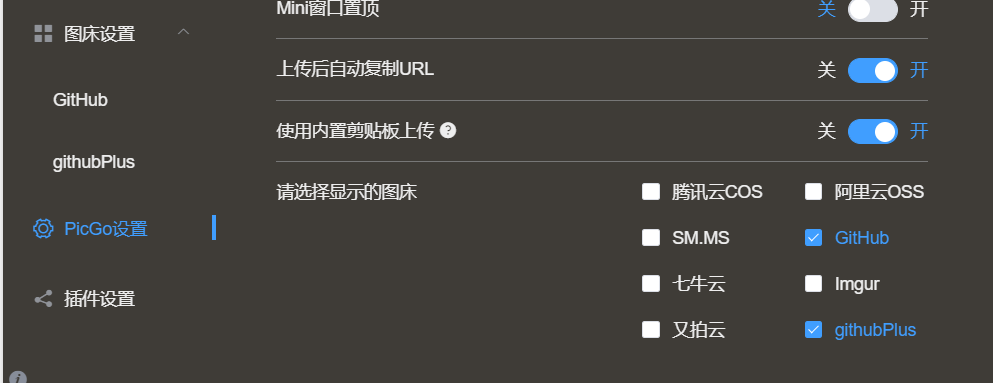 图床设置
GitHub
githubPlus
PicGo设置
插件设置
Mini窗口置顶 关 开
上传后自动复制URL 关 开
使用内置剪贴板上传 ? 关 开
请选择显示的图床 腾讯云COS 阿里云OSS
SM.MS GitHub
七牛云 Imgur
又拍云 githubPlus